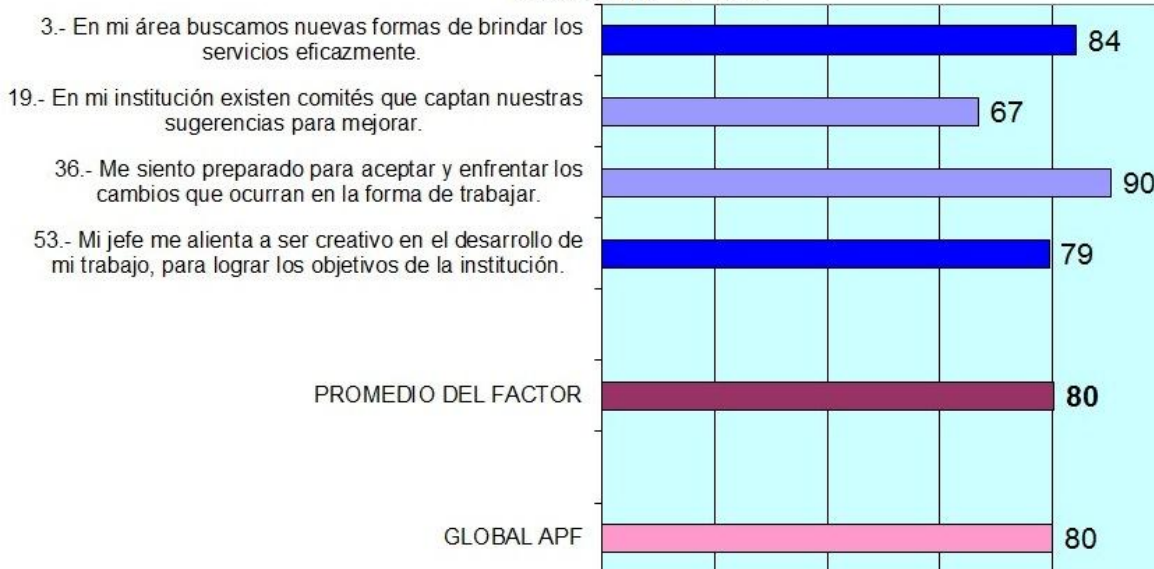 3.- En mi área buscamos nuevas formas de brindar los
servicios eficazmente.
84
19.- En mi institución existen comités que captan nuestras
sugerencias para mejorar.
67
36.- Me siento preparado para aceptar y enfrentar los
cambios que ocurran en la forma de trabajar.
90
53.- Mi jefe me alienta a ser creativo en el desarrollo de
mi trabajo, para lograr los objetivos de la institución.
79
PROMEDIO DEL FACTOR
80
GLOBAL APF
80